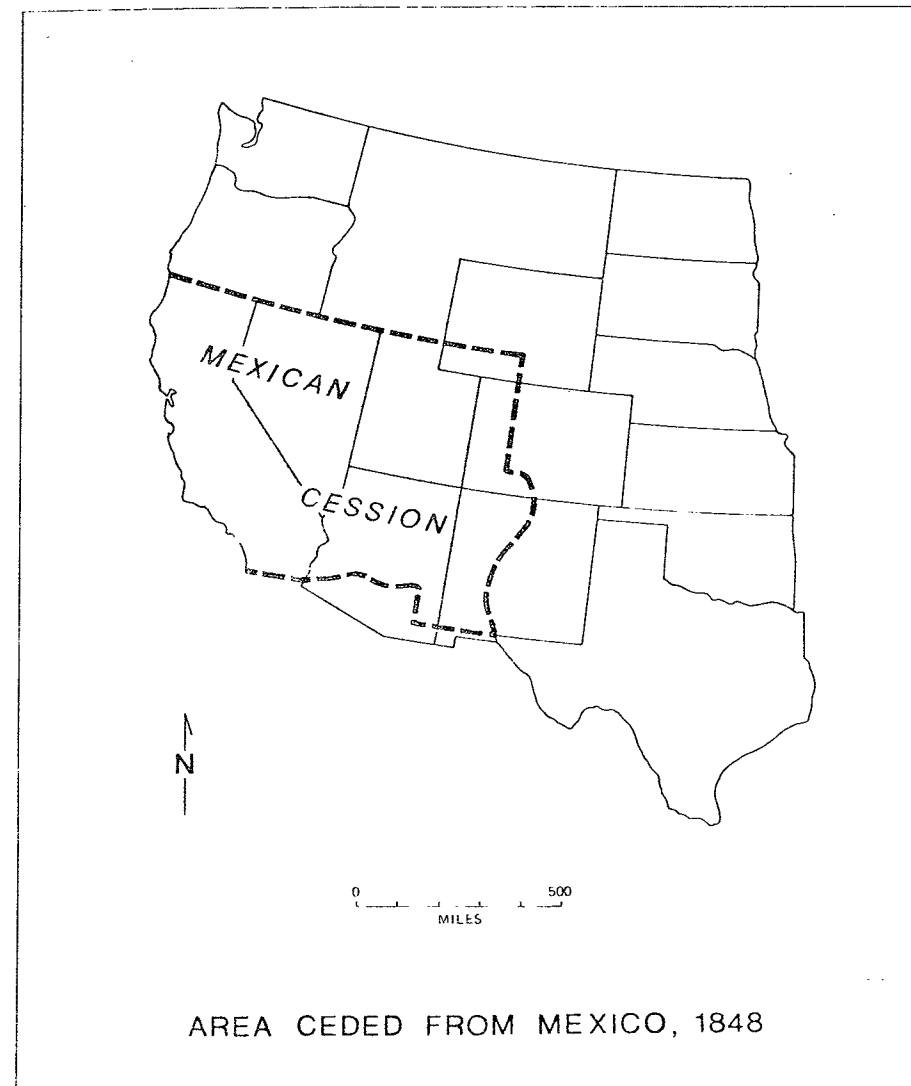 MEXICAN
CESSION
N
0 500
MILES
AREA CEDED FROM MEXICO, 1848